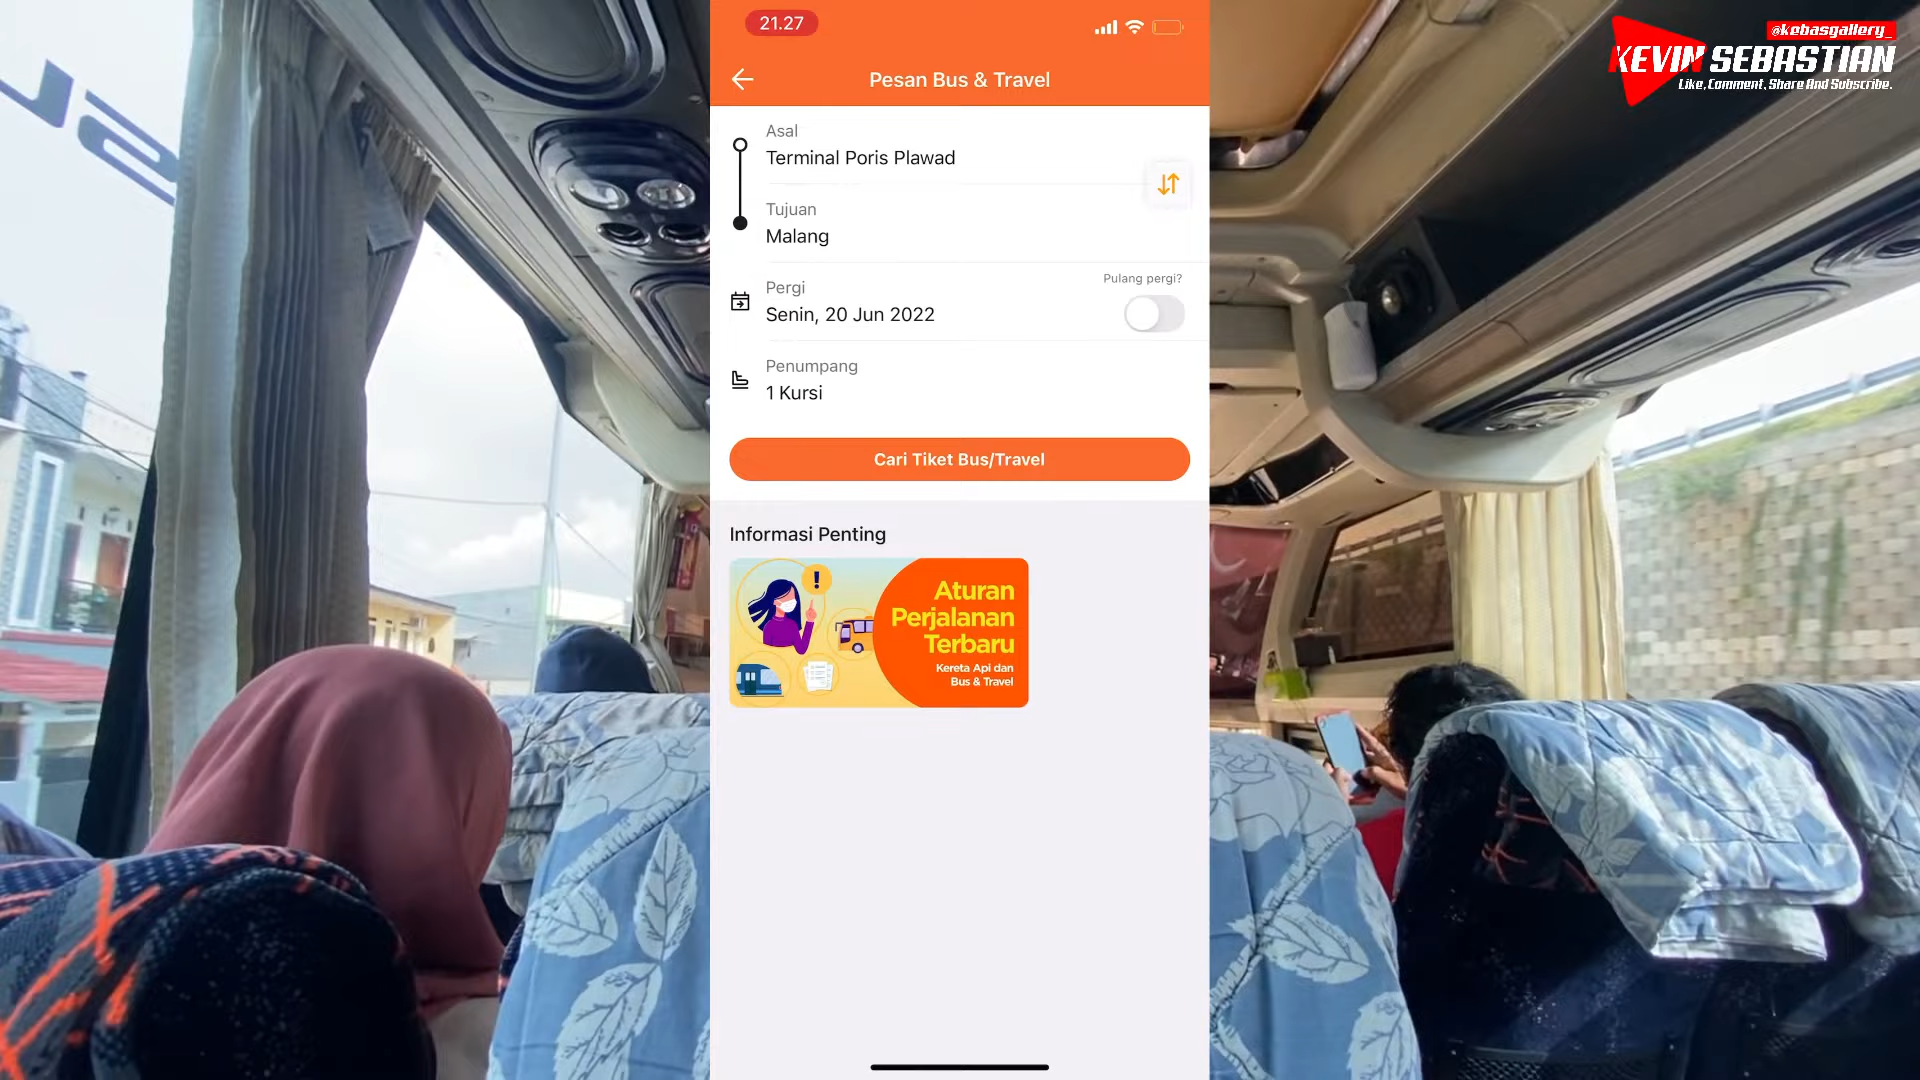 21.27
Pesan Bus & Travel
Asal
Terminal Poris Plawad
Tujuan
Malang
Pergi
Senin, 20 Jun 2022
Pulang pergi?
Penumpang
1 Kursi
Cari Tiket Bus/Travel
Informasi Penting
!
Aturan
Perjalanan
Terbaru
Kereta Api dan
Bus & Travel
@kebasgallery_
KEVIN SEBASTIAN
Like, Comment, Share And Subscribe.